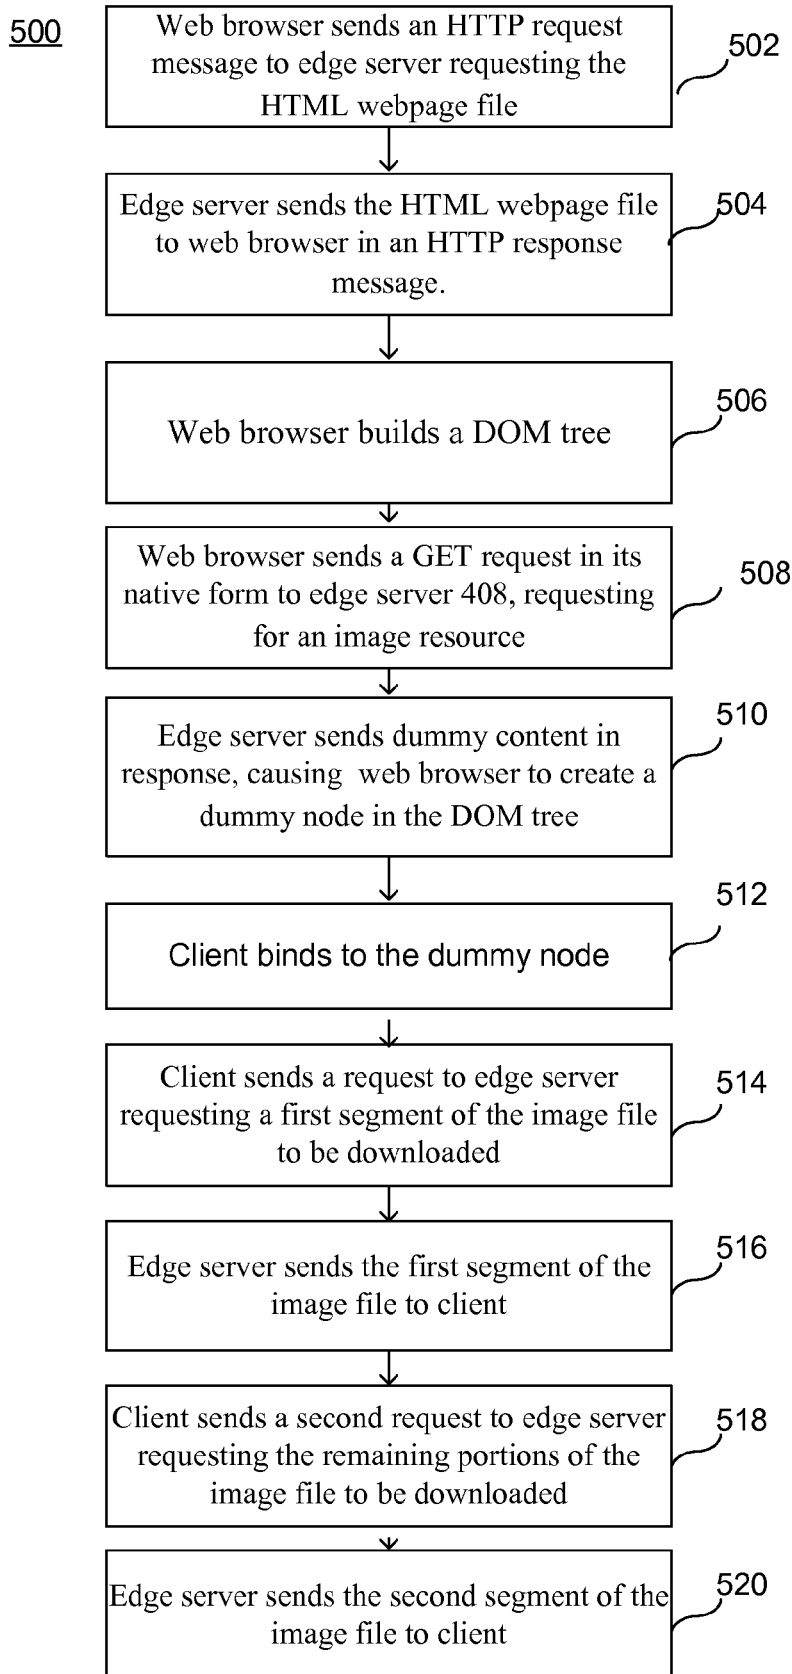 500
Web browser sends an HTTP request
message to edge server requesting the
HTML webpage file
502
Edge server sends the HTML webpage file
to web browser in an HTTP response
message.
504
Web browser builds a DOM tree
506
Web browser sends a GET request in its
native form to edge server 408, requesting
for an image resource
508
Edge server sends dummy content in
response, causing web browser to create a
dummy node in the DOM tree
510
Client binds to the dummy node
512
Client sends a request to edge server
requesting a first segment of the image file
to be downloaded
514
Edge server sends the first segment of the
image file to client
516
Client sends a second request to edge server
requesting the remaining portions of the
image file to be downloaded
518
Edge server sends the second segment of the
image file to client
520